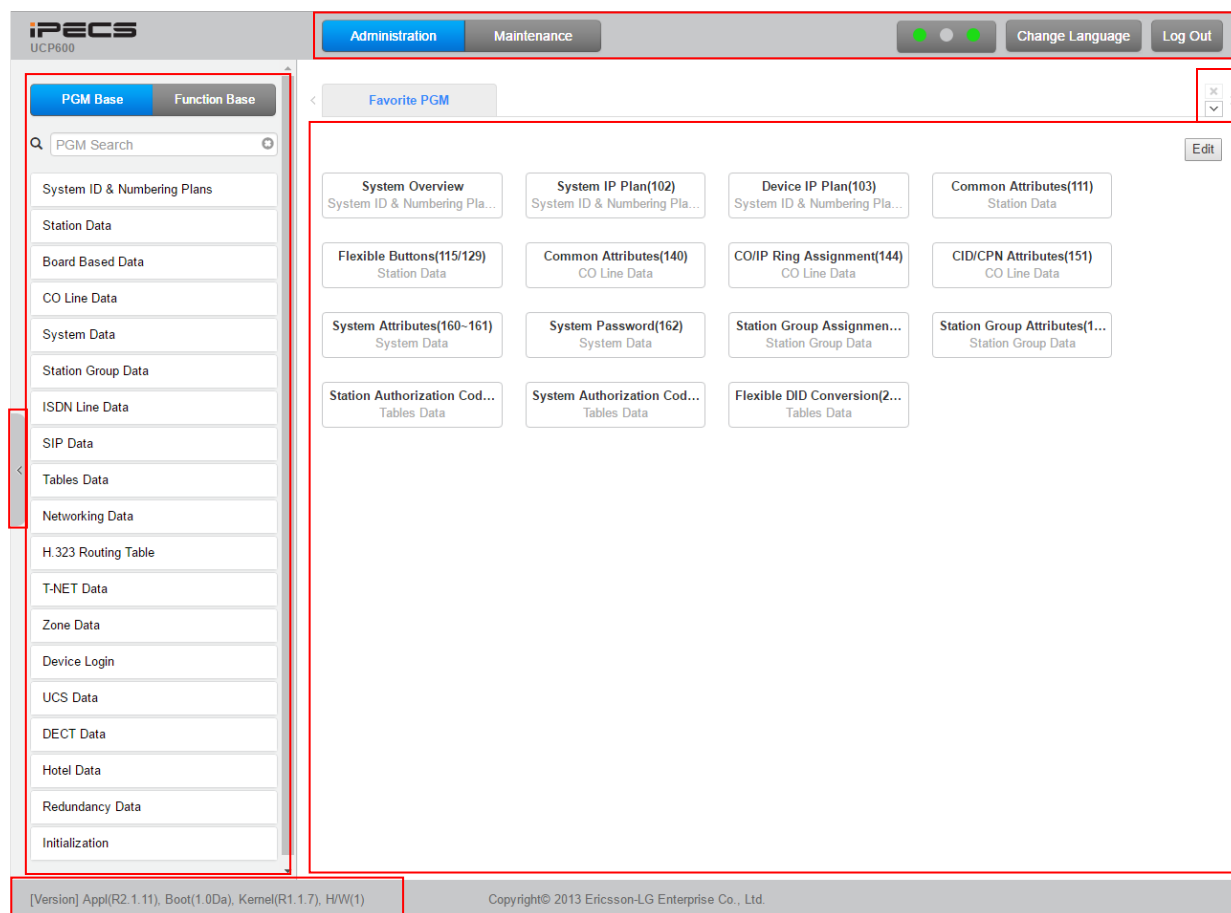 iPECS
UCP600
Administration Maintenance Change Language Log Out
PGM Base Function Base
PGM Search
System ID & Numbering Plans
Station Data
Board Based Data
CO Line Data
System Data
Station Group Data
ISDN Line Data
SIP Data
Tables Data
Networking Data
H.323 Routing Table
T-NET Data
Zone Data
Device Login
UCS Data
DECT Data
Hotel Data
Redundancy Data
Initialization
Favorite PGM
Edit
System Overview System IP Plan(102) Device IP Plan(103) Common Attributes(111)
System ID & Numbering Pla... System ID & Numbering Pla... System ID & Numbering Pla... Station Data
Flexible Buttons(115/129) Common Attributes(140) CO/IP Ring Assignment(144) CID/CPN Attributes(151)
Station Data CO Line Data CO Line Data CO Line Data
System Attributes(160~161) System Password(162) Station Group Assignmen... Station Group Attributes(1...
System Data System Data Station Group Data Station Group Data
Station Authorization Cod... System Authorization Cod... Flexible DID Conversion(2...
Tables Data Tables Data Tables Data
[Version] Appl(R2.1.11), Boot(1.0Da), Kernel(R1.1.7), H/W(1) Copyright© 2013 Ericsson-LG Enterprise Co., Ltd.